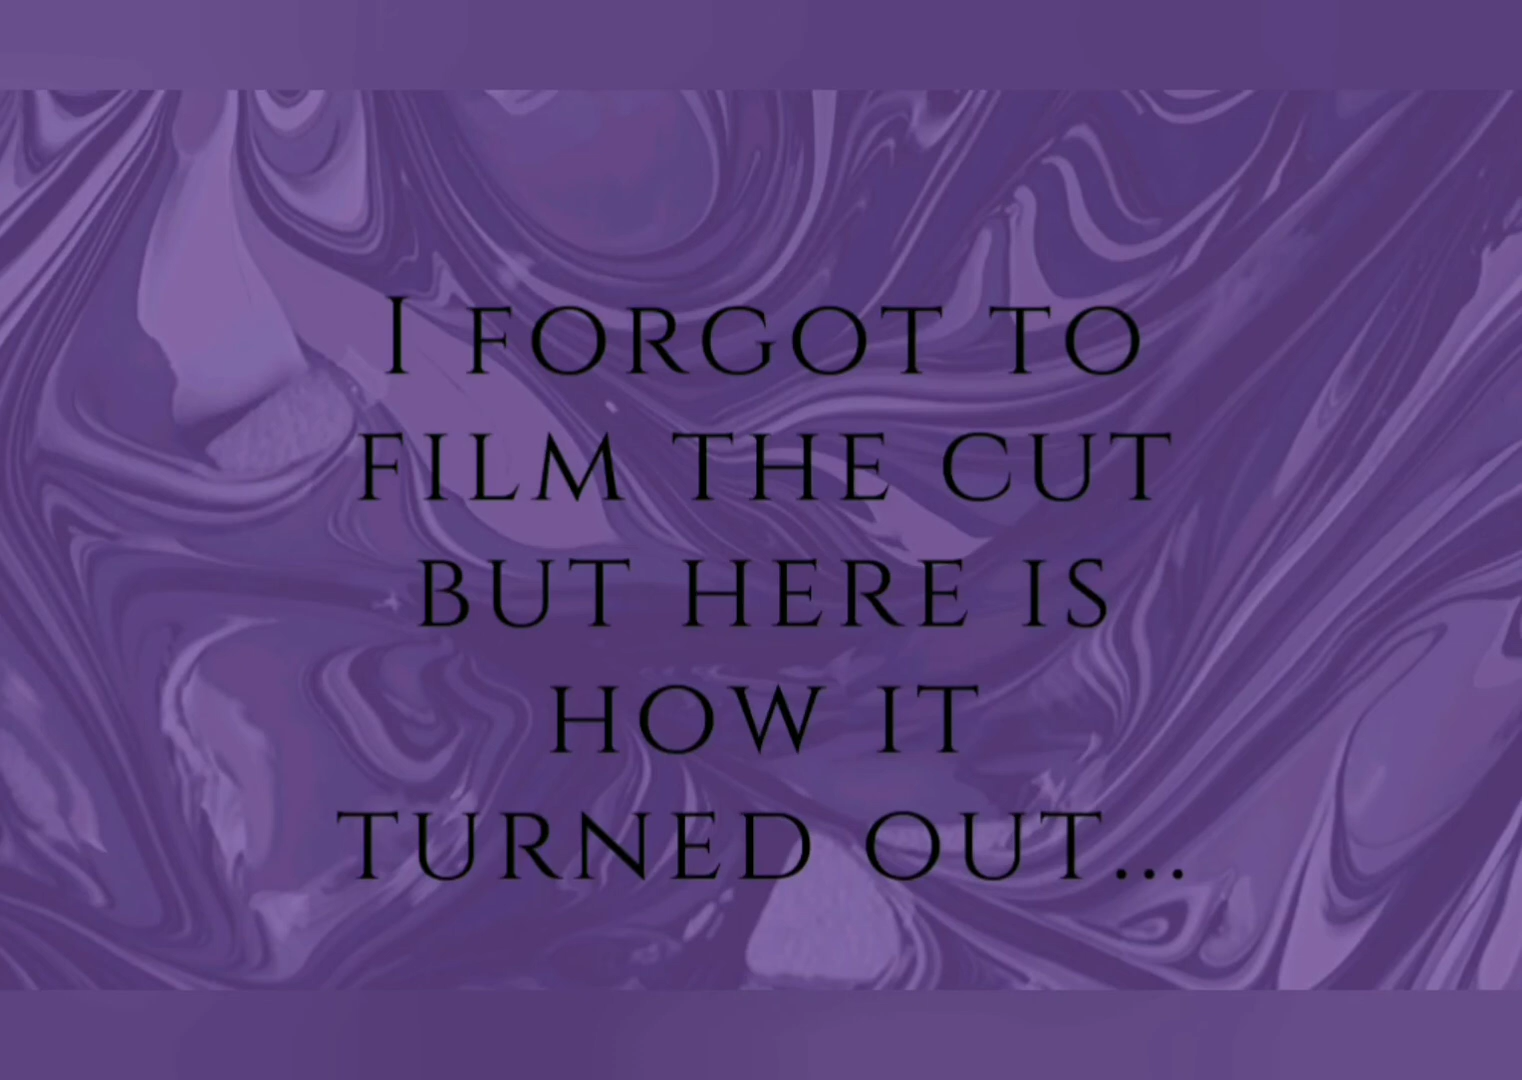 I FORGOT TO
FILM THE CUT
BUT HERE IS
HOW IT
TURNED OUT...